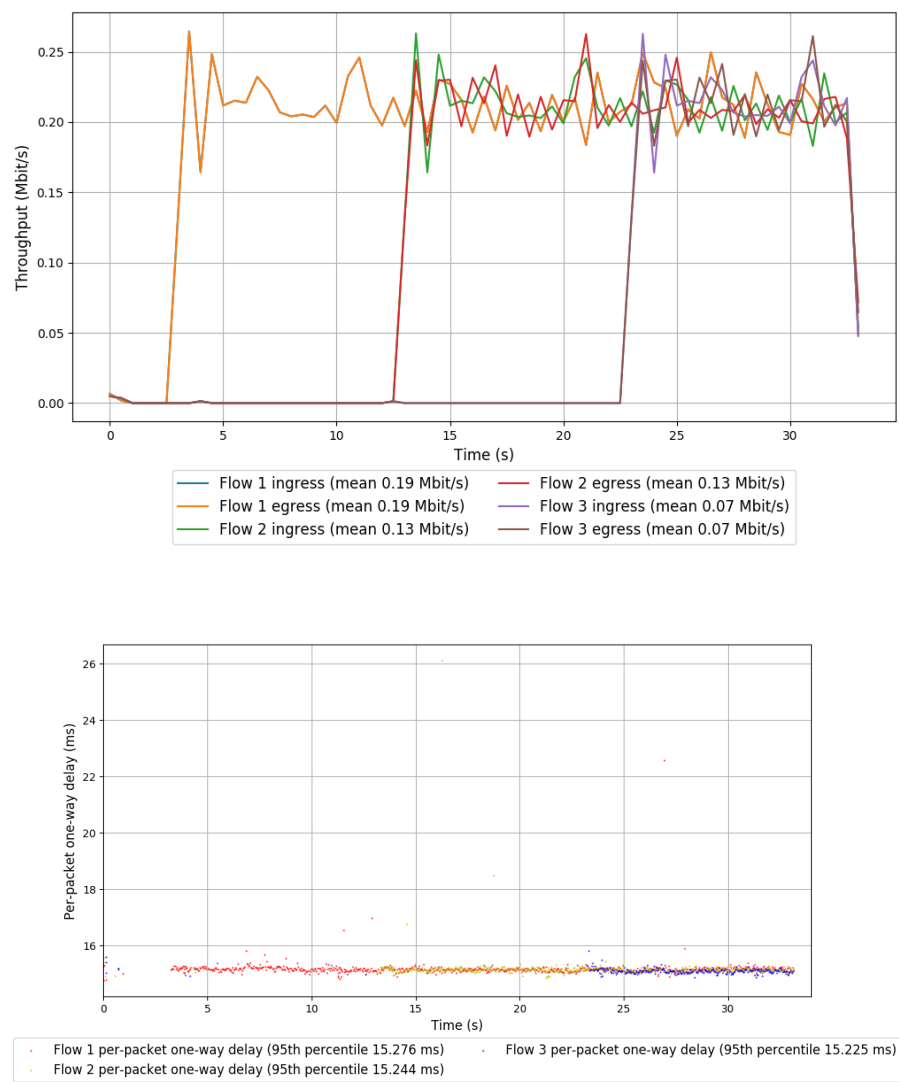 0.25
0.20
0.15
0.10
0.05
0.00
Throughput (Mbit/s)
0 5 10 15 20 25 30
Time (s)
Flow 1 ingress (mean 0.19 Mbit/s)
Flow 1 egress (mean 0.19 Mbit/s)
Flow 2 ingress (mean 0.13 Mbit/s)
Flow 2 egress (mean 0.13 Mbit/s)
Flow 3 ingress (mean 0.07 Mbit/s)
Flow 3 egress (mean 0.07 Mbit/s)
26
24
22
20
18
16
Per-packet one-way delay (ms)
0 5 10 15 20 25 30
Time (s)
Flow 1 per-packet one-way delay (95th percentile 15.276 ms)
Flow 2 per-packet one-way delay (95th percentile 15.244 ms)
Flow 3 per-packet one-way delay (95th percentile 15.225 ms)